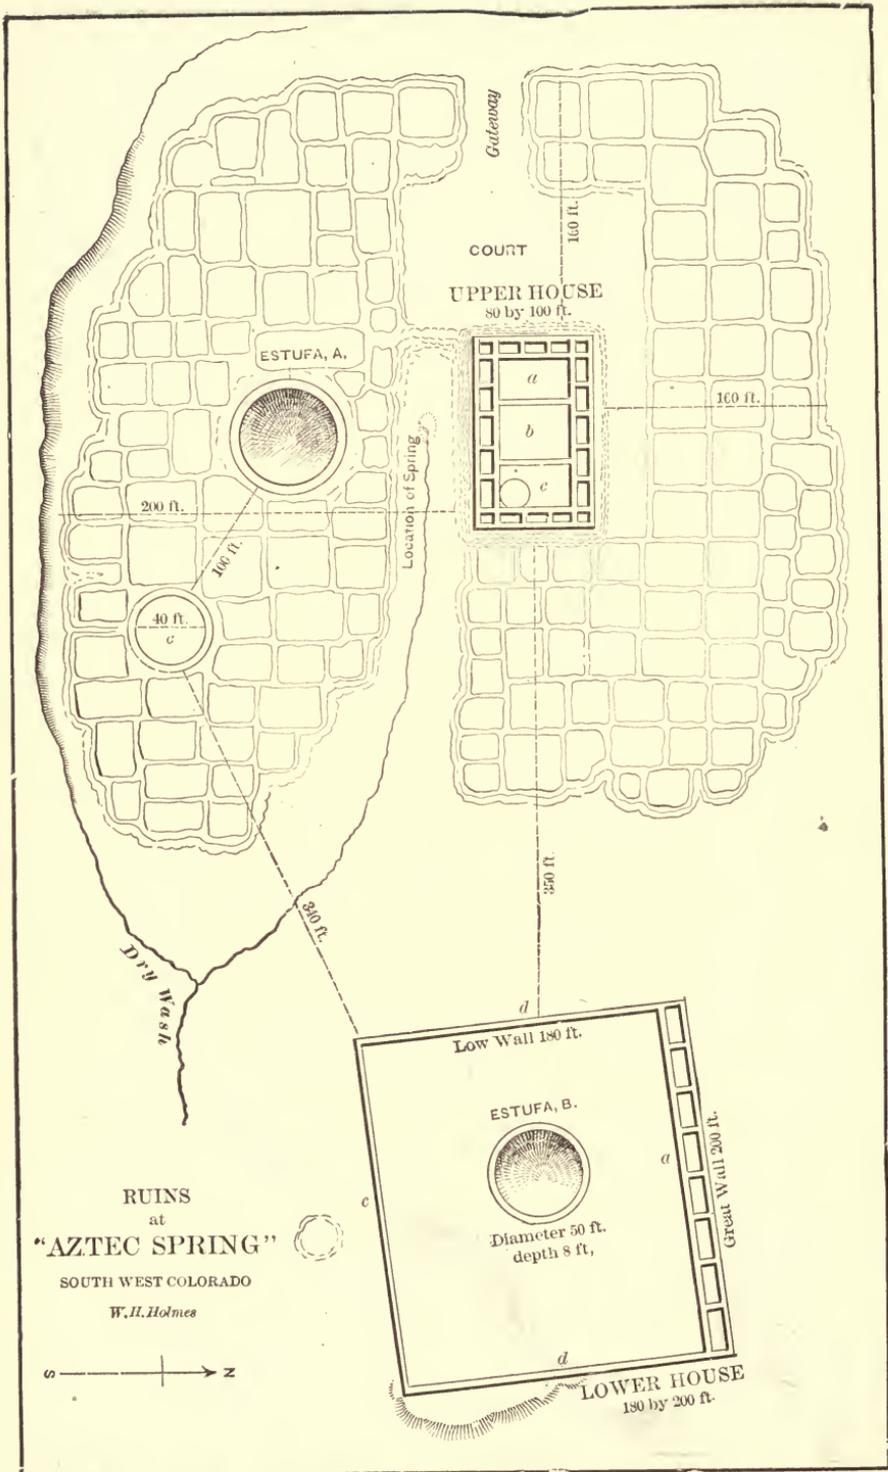 Gateway
160 ft.
COURT
UPPER HOUSE
80 by 100 ft.
ESTUFA, A,
a
b
c
160 ft.
Location of Spring
200 ft.
100 ft.
40 ft.
c
340 ft.
350 ft.
Dry Wash
d
Low Wall 180 ft.
ESTUFA, B.
Diameter 50 ft.
depth 8 ft,
a
c
Great Wall 200 ft.
d
LOWER HOUSE
180 by 200 ft.
RUINS
at
"AZTEC SPRING"
SOUTH WEST COLORADO
W. H. Holmes
S N